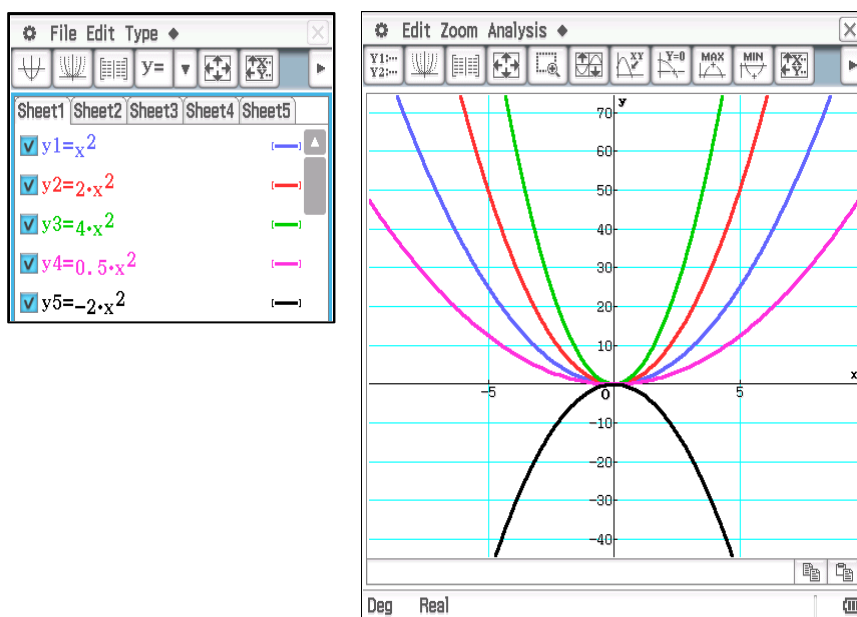 File Edit Type ◆
y=
Sheet1 Sheet2 Sheet3 Sheet4 Sheet5
y1=x²
y2=2·x²
y3=4·x²
y4=0.5·x²
y5=-2·x²
Edit Zoom Analysis ◆
Y1:...
Y2:...
XY
Y=0
MAX
MIN
y
70
60
50
40
30
20
10
x
-5
0
5
-10
-20
-30
-40
Deg Real